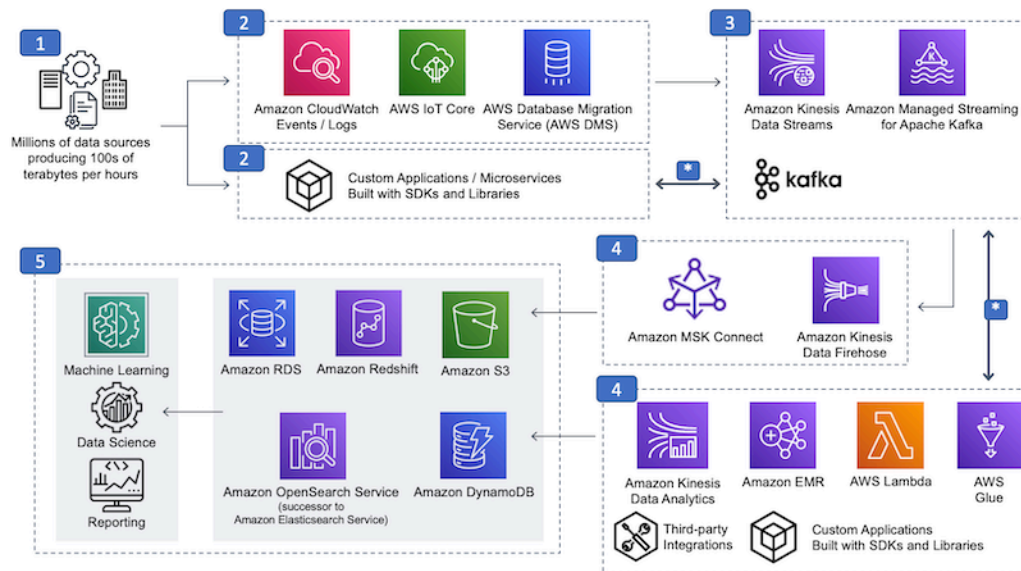 1
Millions of data sources
producing 100s of
terabytes per hours
2
Amazon CloudWatch
Events / Logs
AWS IoT Core
AWS Database Migration
Service (AWS DMS)
2
Custom Applications / Microservices
Built with SDKs and Libraries
*
3
Amazon Kinesis
Data Streams
Amazon Managed Streaming
for Apache Kafka
K
kafka
*
4
Amazon MSK Connect
Amazon Kinesis
Data Firehose
4
Amazon Kinesis
Data Analytics
Amazon EMR
AWS Lambda
AWS
Glue
Third-party
Integrations
Custom Applications
Built with SDKs and Libraries
5
Machine Learning
Data Science
Reporting
Amazon RDS
Amazon Redshift
Amazon S3
Amazon OpenSearch Service
(successor to
Amazon Elasticsearch Service)
Amazon DynamoDB